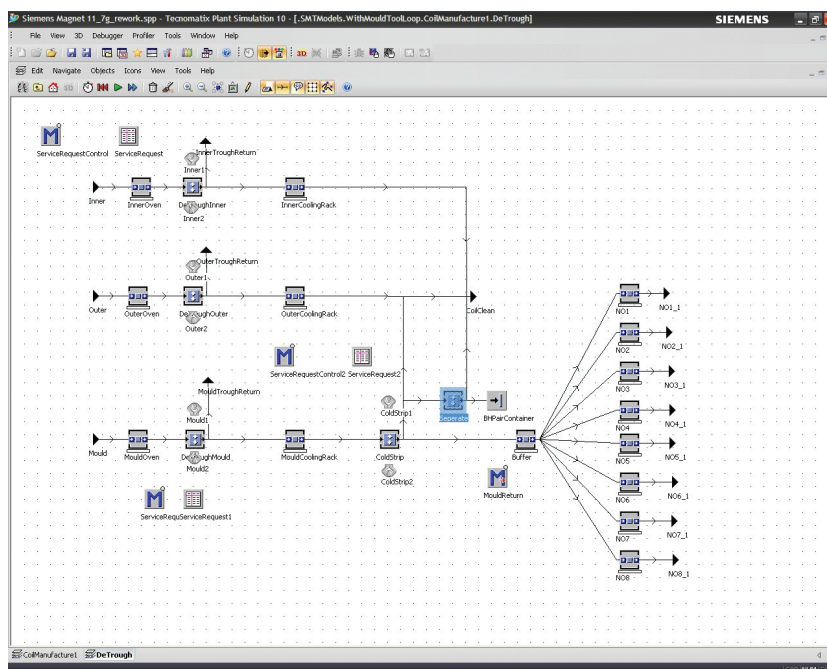 Siemens Magnet 11_7g_rework.spp - Tecnomatix Plant Simulation 10 - [.SMTModels.WithMouldToolLoop.CoilManufacture1.DeTrough]
SIEMENS
File View 3D Debugger Profiler Tools Window Help
3D
Edit Navigate Objects Icons View Tools Help
ServiceRequestControl ServiceRequest
InnerTroughReturn
Inner1
Inner InnerOven DeTroughInner InnerCoolingRack
Inner2
OuterTroughReturn
Outer1
Outer OuterOven DeTroughOuter OuterCoolingRack CoilClean
Outer2
NO1 NO1_1
NO2 NO2_1
ServiceRequestControl2 ServiceRequest2
NO3 NO3_1
MouldTroughReturn
Mould1 ColdStrip1 Seperate BHPairContainer
NO4 NO4_1
Mould MouldOven DeTroughMould MouldCoolingRack ColdStrip Buffer
NO5 NO5_1
Mould2
ColdStrip2
MouldReturn
NO6 NO6_1
ServiceRequ ServiceRequest1
NO7 NO7_1
NO8 NO8_1
CoilManufacture1 DeTrough